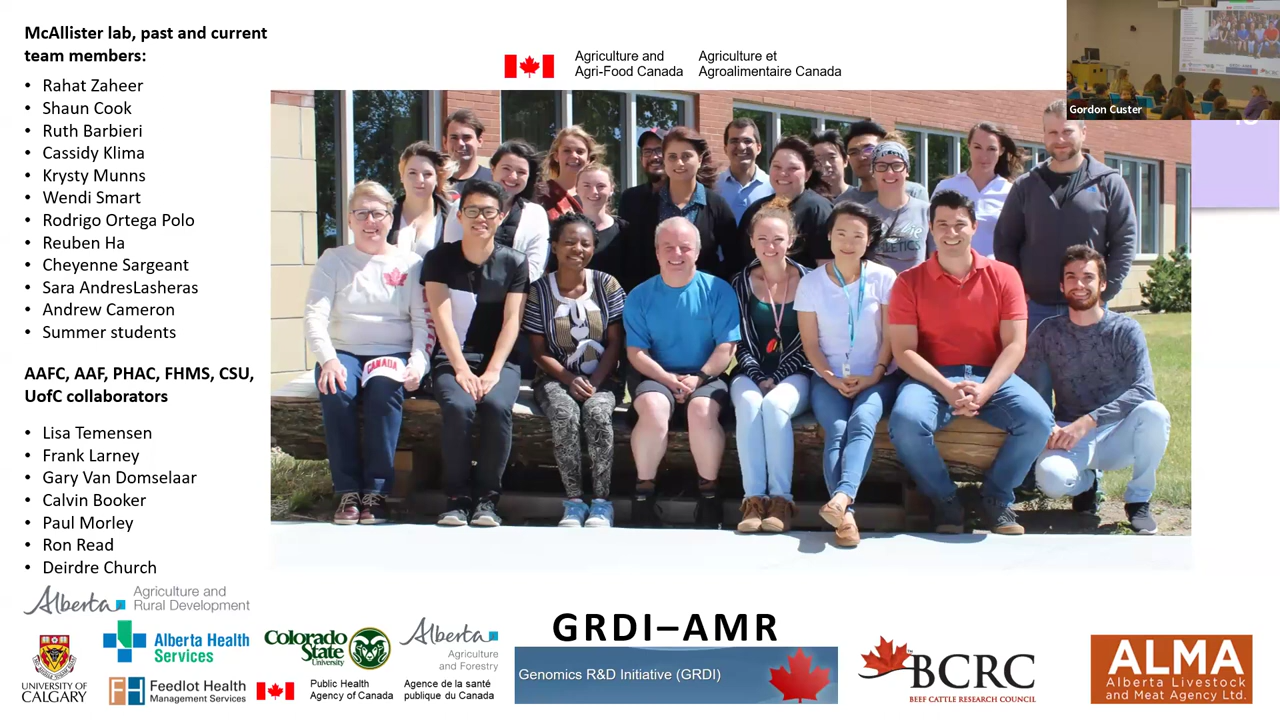 McAllister lab, past and current
team members:
• Rahat Zaheer
• Shaun Cook
• Ruth Barbieri
• Cassidy Klima
• Krysty Munns
• Wendi Smart
• Rodrigo Ortega Polo
• Reuben Ha
• Cheyenne Sargeant
• Sara AndresLasheras
• Andrew Cameron
• Summer students
AAFC, AAF, PHAC, FHMS, CSU,
UofC collaborators
• Lisa Temensen
• Frank Larney
• Gary Van Domselaar
• Calvin Booker
• Paul Morley
• Ron Read
• Deirdre Church
Agriculture and
Agri-Food Canada
Agriculture et
Agroalimentaire Canada
Gordon Custer
CANADA
Alberta
Agriculture and
Rural Development
UNIVERSITY OF
CALGARY
Alberta Health
Services
FH
Feedlot Health
Management Services
Colorado
State
University
Alberta
Agriculture
and Forestry
Public Health
Agency of Canada
Agence de la santé
publique du Canada
GRDI–AMR
Genomics R&D Initiative (GRDI)
BCRC
BEEF CATTLE RESEARCH COUNCIL
ALMA
Alberta Livestock
and Meat Agency Ltd.